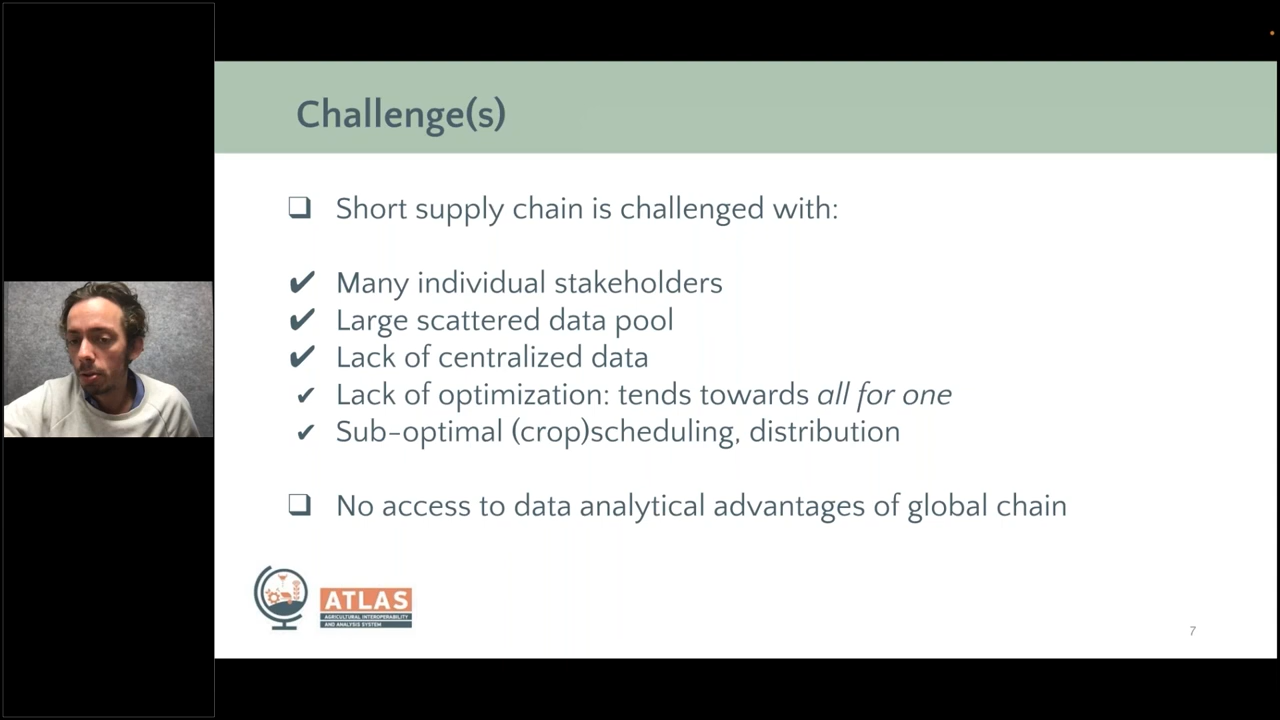 Challenge(s)
❑ Short supply chain is challenged with:
✔ Many individual stakeholders
✔ Large scattered data pool
✔ Lack of centralized data
✔ Lack of optimization: tends towards all for one
✔ Sub-optimal (crop)scheduling, distribution
❑ No access to data analytical advantages of global chain
ATLAS
AGRICULTURAL INTEROPERABILITY
AND ANALYSIS SYSTEM
7